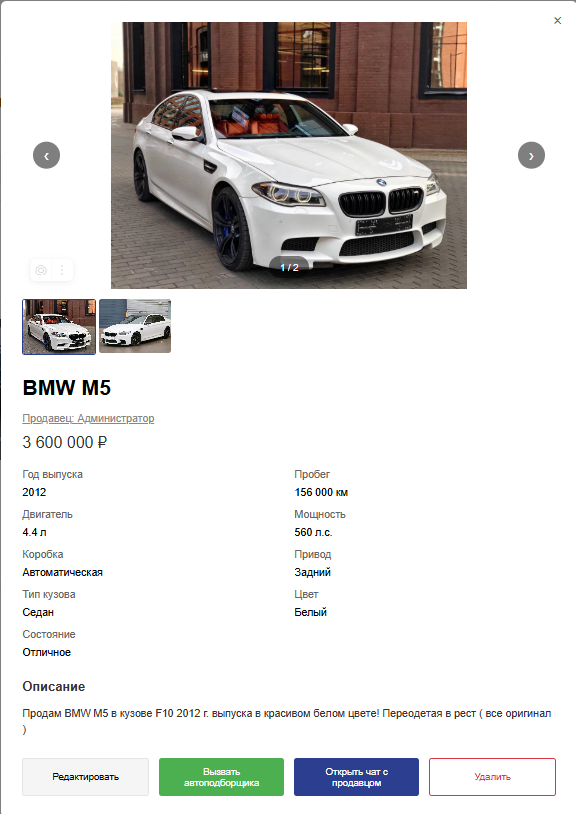 ×
‹
›
1 / 2
BMW M5
Продавец: Администратор
3 600 000 ₽
Год выпуска
Пробег
2012
156 000 км
Двигатель
Мощность
4.4 л
560 л.с.
Коробка
Привод
Автоматическая
Задний
Тип кузова
Цвет
Седан
Белый
Состояние
Отличное
Описание
Продам BMW M5 в кузове F10 2012 г. выпуска в красивом белом цвете! Переодетая в рест ( все оригинал
)
Редактировать
Вызвать
автоподборщика
Открыть чат с
продавцом
Удалить